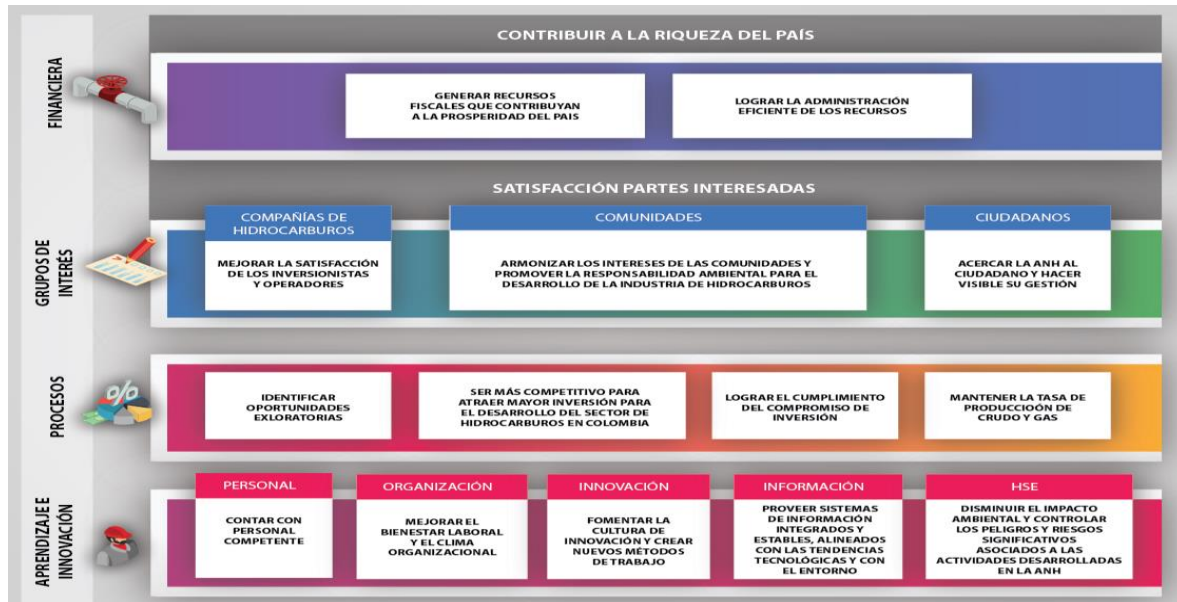 CONTRIBUIR A LA RIQUEZA DEL PAÍS
FINANCIERA
GENERAR RECURSOS
FISCALES QUE CONTRIBUYAN
A LA PROSPERIDAD DEL PAIS
LOGRAR LA ADMINISTRACIÓN
EFICIENTE DE LOS RECURSOS
SATISFACCIÓN PARTES INTERESADAS
GRUPOS DE
INTERÉS
COMPAÑÍAS DE
HIDROCARBUROS
MEJORAR LA SATISFACCIÓN
DE LOS INVERSIONISTAS
Y OPERADORES
COMUNIDADES
ARMONIZAR LOS INTERESES DE LAS COMUNIDADES Y
PROMOVER LA RESPONSABILIDAD AMBIENTAL PARA EL
DESARROLLO DE LA INDUSTRIA DE HIDROCARBUROS
CIUDADANOS
ACERCAR LA ANH AL
CIUDADANO Y HACER
VISIBLE SU GESTIÓN
PROCESOS
%
IDENTIFICAR
OPORTUNIDADES
EXLORATORIAS
SER MÁS COMPETITIVO PARA
ATRAER MAYOR INVERSIÓN PARA
EL DESARROLLO DEL SECTOR DE
HIDROCARBUROS EN COLOMBIA
LOGRAR EL CUMPLIMIENTO
DEL COMPROMISO DE
INVERSIÓN
MANTENER LA TASA DE
PRODUCCIOÓN DE
CRUDO Y GAS
APRENDIZAJE E
INNOVACIÓN
PERSONAL
CONTAR CON
PERSONAL
COMPETENTE
ORGANIZACIÓN
MEJORAR EL
BIENESTAR LABORAL
Y EL CLIMA
ORGANIZACIONAL
INNOVACIÓN
FOMENTAR LA
CULTURA DE
INNOVACIÓN Y CREAR
NUEVOS MÉTODOS
DE TRABAJO
INFORMACIÓN
PROVEER SISTEMAS
DE INFORMACIÓN
INTEGRADOS Y
ESTABLES, ALINEADOS
CON LAS TENDENCIAS
TECNOLÓGICAS Y CON
EL ENTORNO
HSE
DISMINUIR EL IMPACTO
AMBIENTAL Y CONTROLAR
LOS PELIGROS Y RIESGOS
SIGNIFICATIVOS
ASOCIADOS A LAS
ACTIVIDADES DESARROLLADAS
EN LA ANH